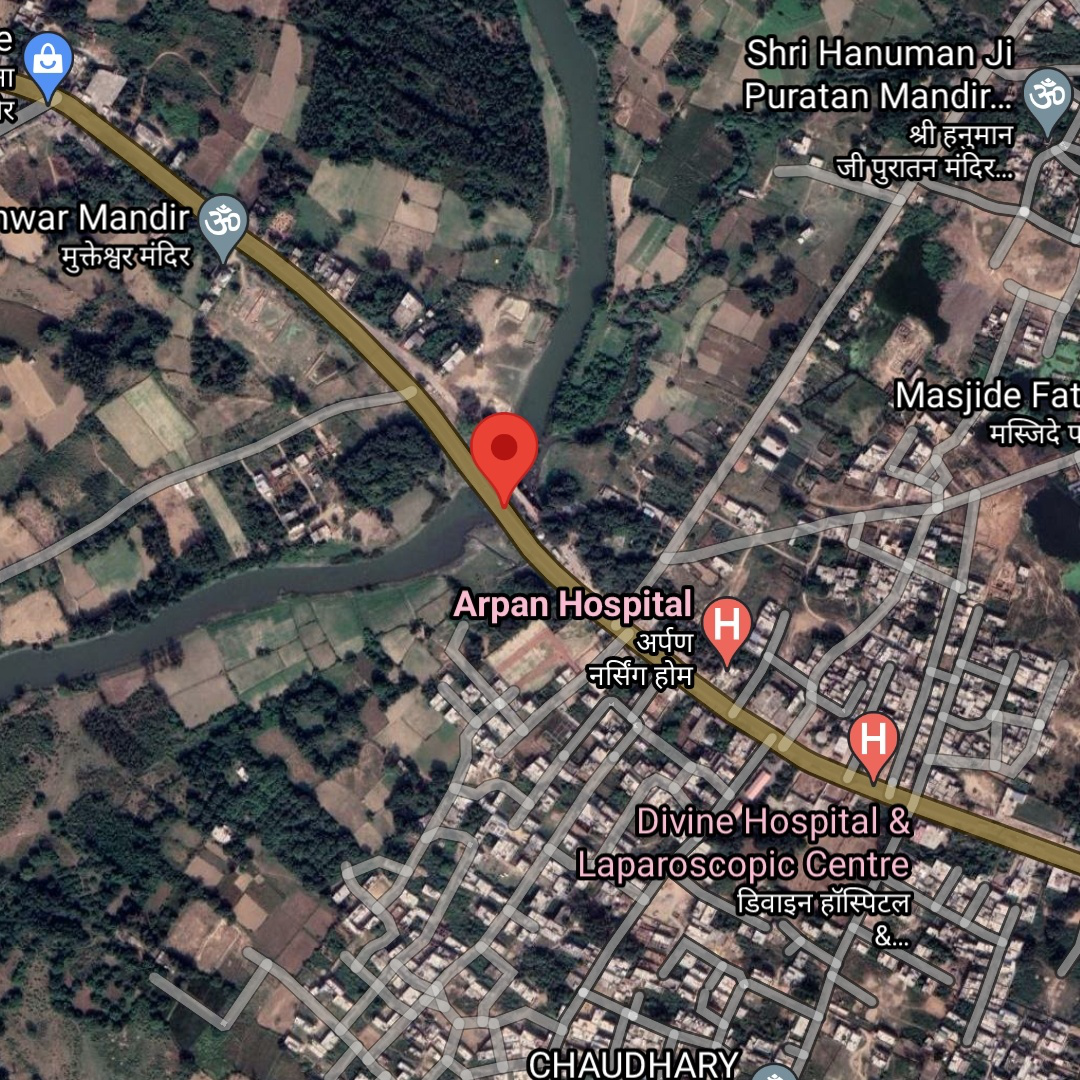 e
Shri Hanuman Ji
Puratan Mandir...
श्री हनुमान
जी पुरातन मंदिर...
nwar Mandir
मुक्तेश्वर मंदिर
Masjide Fat
मस्जिदे
Arpan Hospital
अर्पण
नर्सिंग होम
H
H
Divine Hospital &
Laparoscopic Centre
डिवाइन हॉस्पिटल
&...
CHAUDHARY